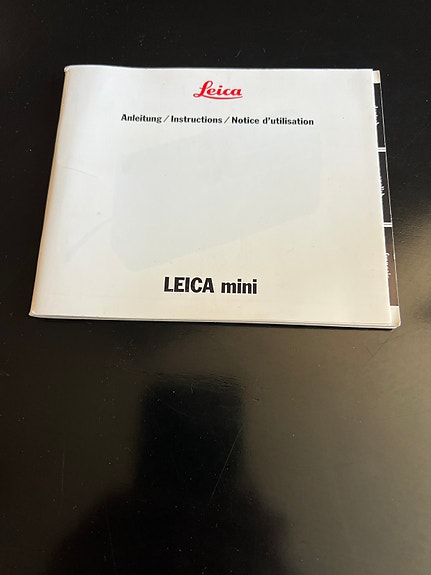 Leica
Anleitung / Instructions / Notice d'utilisation
LEICA mini